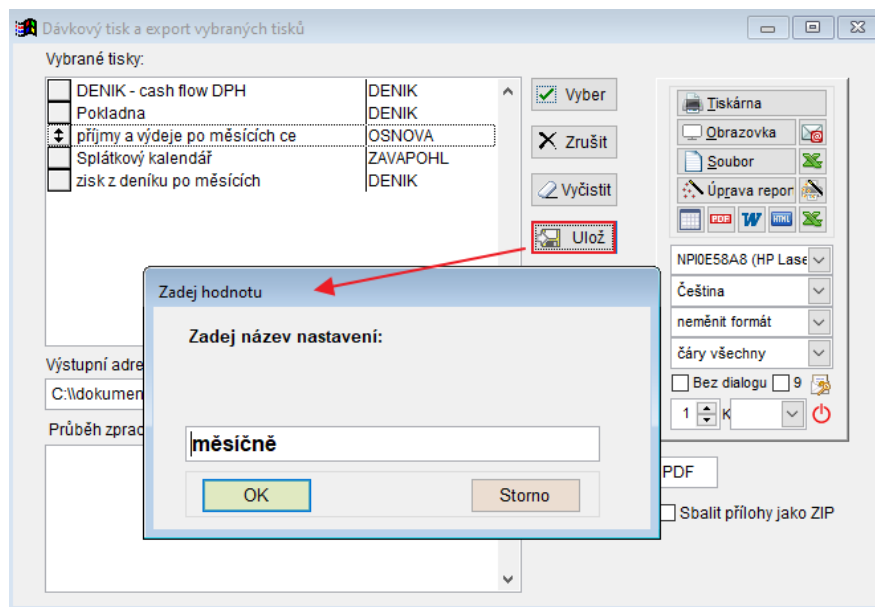 Dávkový tisk a export vybraných tisků
Vybrané tisky:
DENIK - cash flow DPH DENIK
Pokladna DENIK
příjmy a výdeje po měsících ce OSNOVA
Splátkový kalendář ZAVAPOHL
zisk z deníku po měsících DENIK
Vyber
Zrušit
Vyčistit
Ulož
Tiskárna
Obrazovka
Soubor
Úprava repor
PDF W HTML
NPI0E58A8 (HP Lase
Čeština
neměnit formát
čáry všechny
Bez dialogu 9
1 K
Zadej hodnotu
Zadej název nastavení:
měsíčně
OK Storno
Výstupní adre
C:\\dokumen
Průběh zprac
PDF
Sbalit přílohy jako ZIP